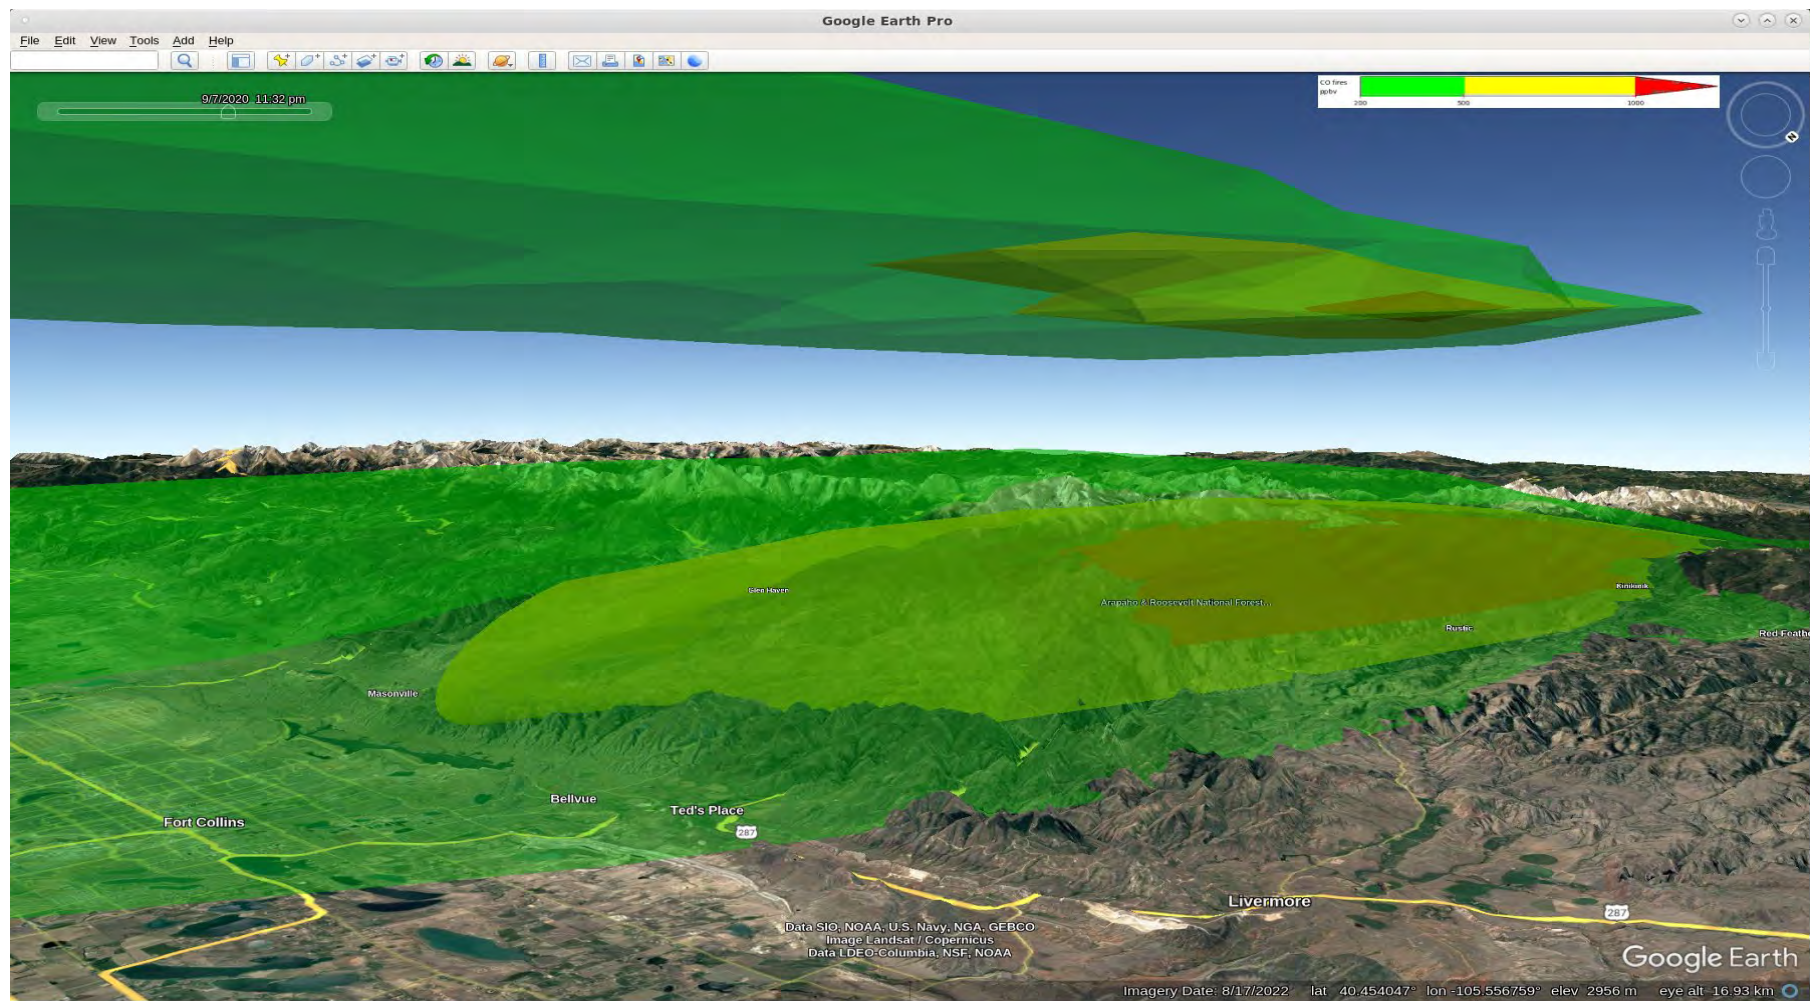 Google Earth Pro
File Edit View Tools Add Help
9/7/2020 11:32 pm
CO fires
ppbv
200 500 1000
N
Glen Haven
Kinikinik
Arapaho & Roosevelt National Forest...
Rustic
Red Feathe
Masonville
Bellvue
Ted's Place
Fort Collins
287
Livermore
287
Data SIO, NOAA, U.S. Navy, NGA, GEBCO
Image Landsat / Copernicus
Data LDEO-Columbia, NSF, NOAA
Google Earth
Imagery Date: 8/17/2022 lat 40.454047° lon -105.556759° elev 2956 m eye alt 16.93 km